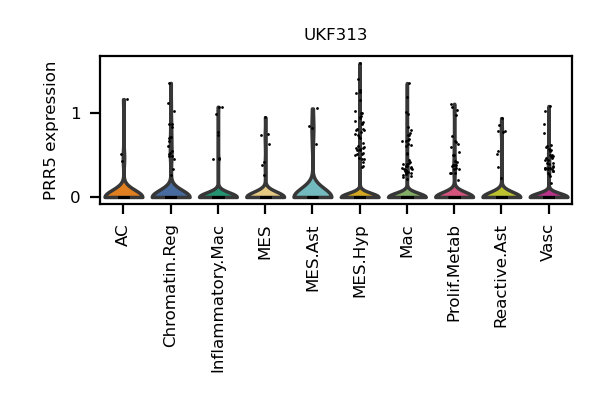 UKF313
PRR5 expression
1
0
AC
Chromatin.Reg
Inflammatory.Mac
MES
MES.Ast
MES.Hyp
Mac
Prolif.Metab
Reactive.Ast
Vasc